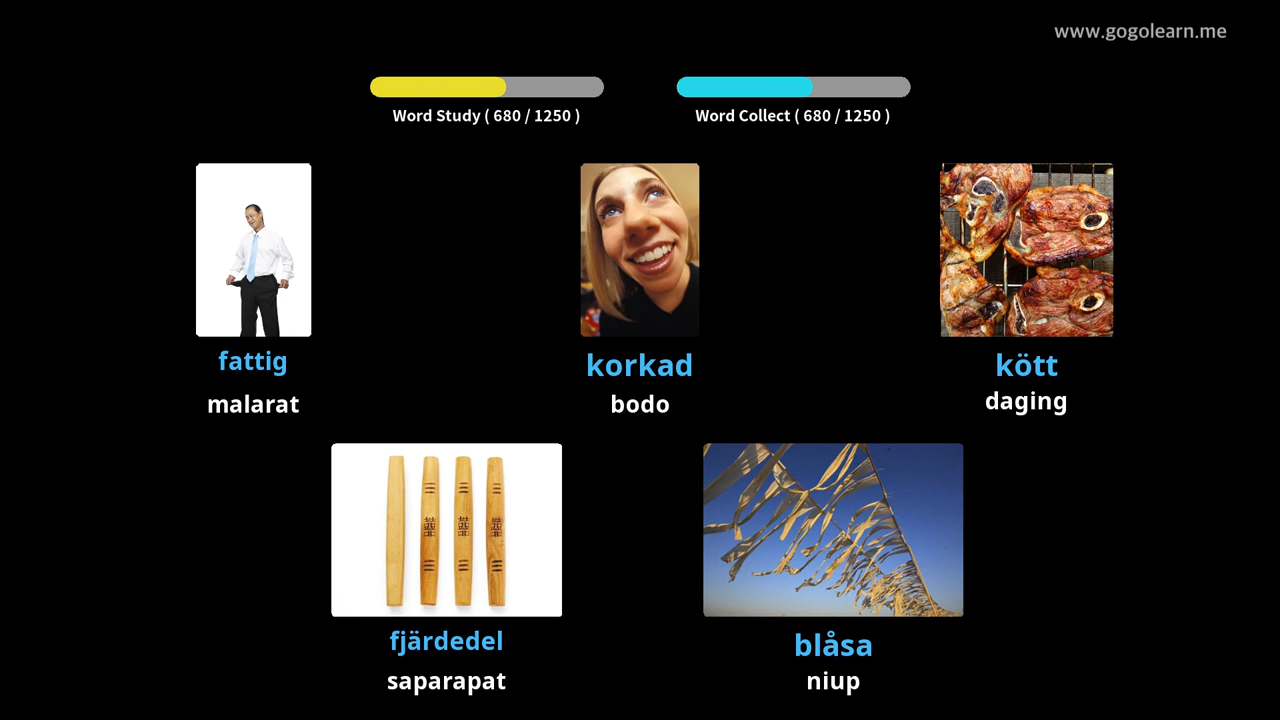 www.gogolearn.me
Word Study ( 680 / 1250 )
Word Collect ( 680 / 1250 )
fattig
malarat
korkad
bodo
kött
daging
fjärdedel
saparapat
blåsa
niup